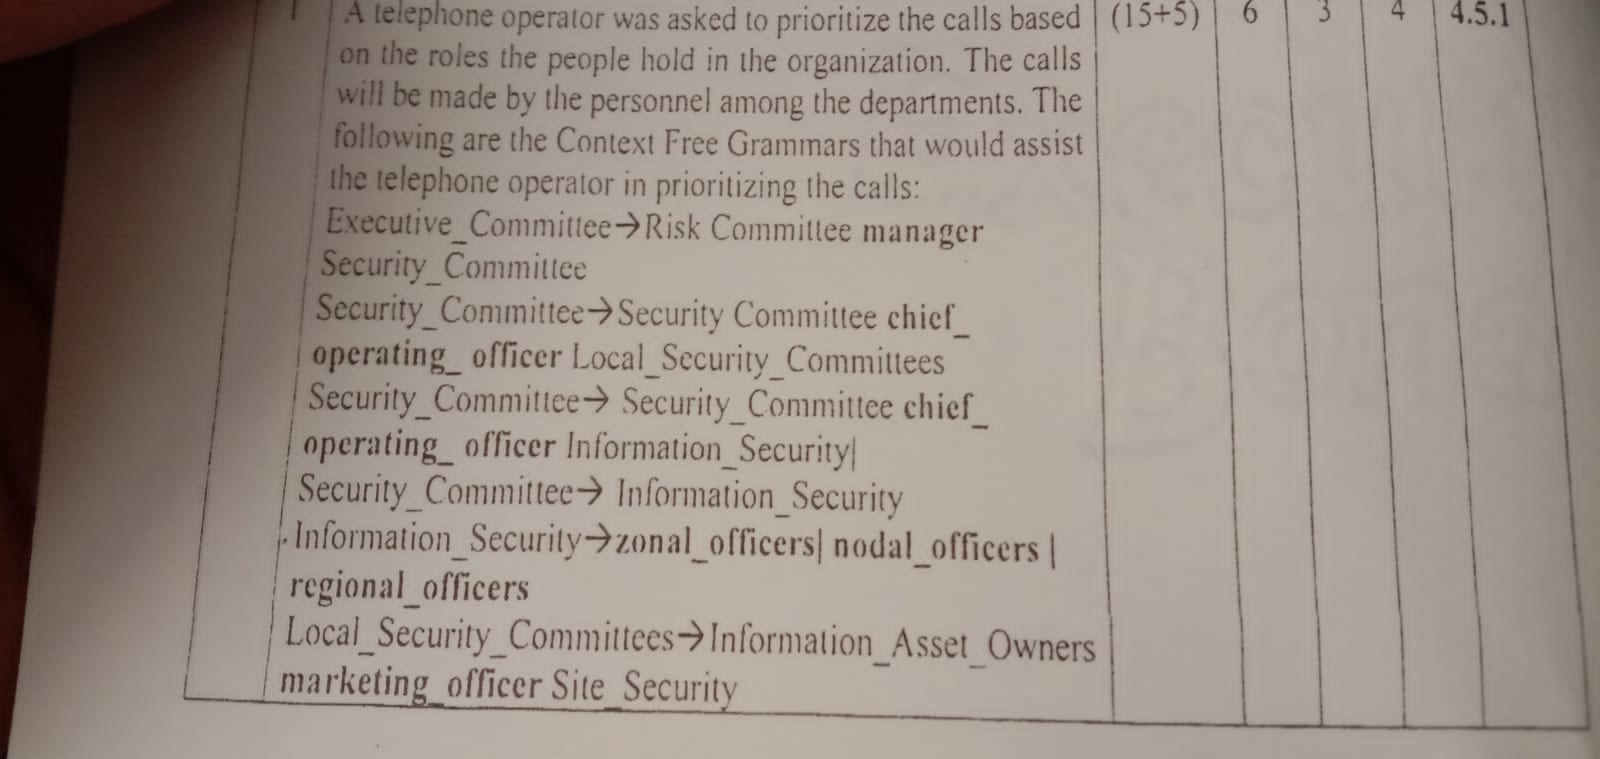 1 A telephone operator was asked to prioritize the calls based (15+5) 6 3 4 4.5.1
on the roles the people hold in the organization. The calls
will be made by the personnel among the departments. The
following are the Context Free Grammars that would assist
the telephone operator in prioritizing the calls:
Executive_Committee→Risk Committee manager
Security_Committee
Security_Committee→Security Committee chief_
operating_ officer Local_Security_Committees
Security_Committee→ Security_Committee chief_
operating_ officer Information_Security|
Security_Committee→ Information_Security
Information_Security→zonal_officers| nodal_officers |
regional_officers
Local_Security_Committees→Information_Asset_Owners
marketing_officer Site_Security